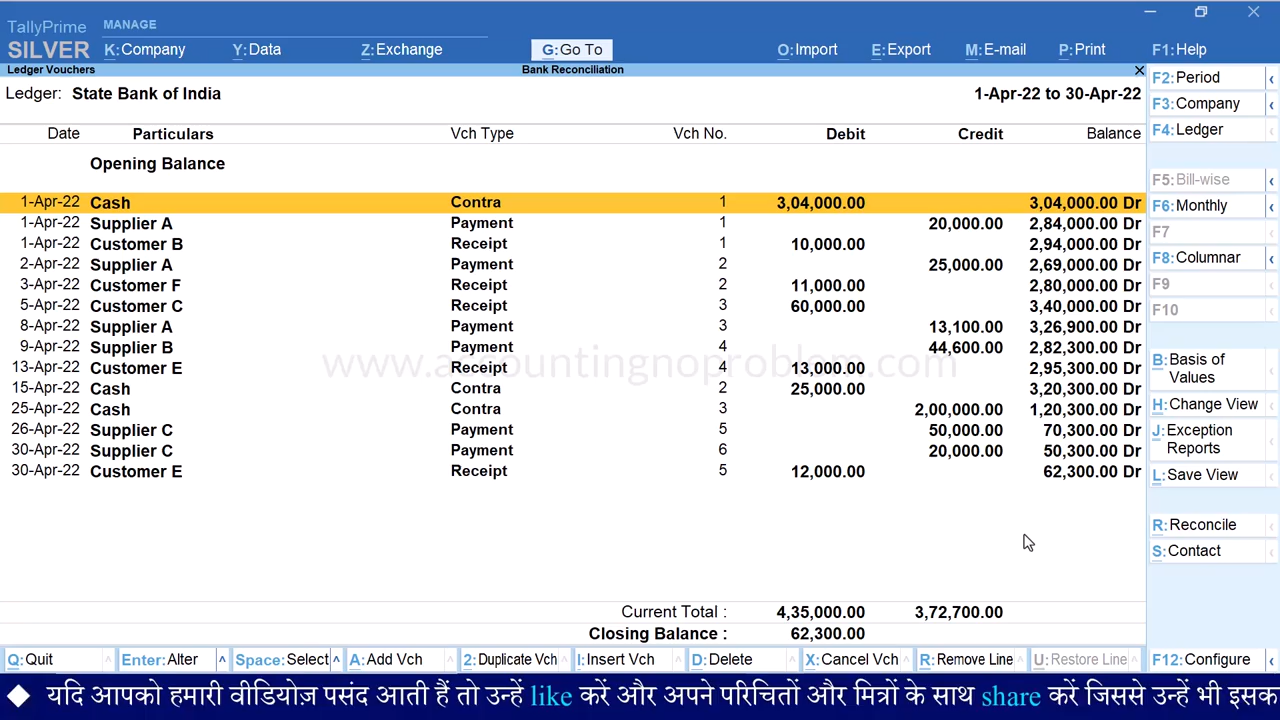 TallyPrime MANAGE
SILVER K:Company Y:Data Z:Exchange G:Go To O:Import E:Export M:E-mail P:Print F1:Help
Ledger Vouchers Bank Reconciliation
Ledger: State Bank of India 1-Apr-22 to 30-Apr-22
Date Particulars Vch Type Vch No. Debit Credit Balance
Opening Balance
1-Apr-22 Cash Contra 1 3,04,000.00 3,04,000.00 Dr
1-Apr-22 Supplier A Payment 1 20,000.00 2,84,000.00 Dr
1-Apr-22 Customer B Receipt 1 10,000.00 2,94,000.00 Dr
2-Apr-22 Supplier A Payment 2 25,000.00 2,69,000.00 Dr
3-Apr-22 Customer F Receipt 2 11,000.00 2,80,000.00 Dr
5-Apr-22 Customer C Receipt 3 60,000.00 3,40,000.00 Dr
8-Apr-22 Supplier A Payment 3 13,100.00 3,26,900.00 Dr
9-Apr-22 Supplier B Payment 4 44,600.00 2,82,300.00 Dr
www.accountingnoproblem.com
13-Apr-22 Customer E Receipt 4 13,000.00 2,95,300.00 Dr
15-Apr-22 Cash Contra 2 25,000.00 3,20,300.00 Dr
25-Apr-22 Cash Contra 3 2,00,000.00 1,20,300.00 Dr
26-Apr-22 Supplier C Payment 5 50,000.00 70,300.00 Dr
30-Apr-22 Supplier C Payment 6 20,000.00 50,300.00 Dr
30-Apr-22 Customer E Receipt 5 12,000.00 62,300.00 Dr
Current Total : 4,35,000.00 3,72,700.00
Closing Balance : 62,300.00
F2:Period
F3:Company
F4:Ledger
F5:Bill-wise
F6:Monthly
F7
F8:Columnar
F9
F10
B:Basis of
Values
H:Change View
J:Exception
Reports
L:Save View
R:Reconcile
S:Contact
Q:Quit Enter:Alter Space:Select A:Add Vch 2:Duplicate Vch I:Insert Vch D:Delete X:Cancel Vch R:Remove Line U:Restore Line F12:Configure
यदि आपको हमारी वीडियोज़ पसंद आती हैं तो उन्हें like करें और अपने परिचितों और मित्रों के साथ share करें जिससे उन्हें भी इसका